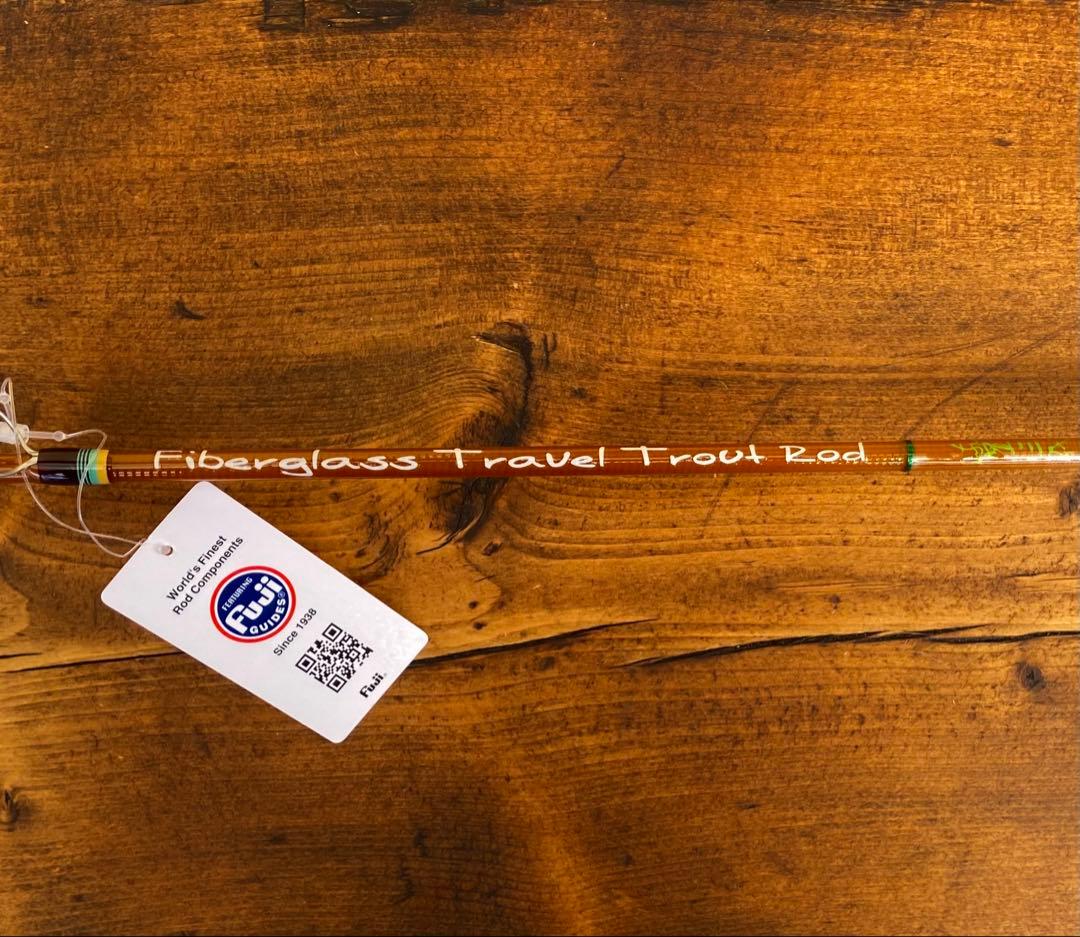 Fiberglass Travel Trout Rod
World's Finest
Rod Components
FEATURING
Fuji
GUIDES®
Since 1938
Fuji®